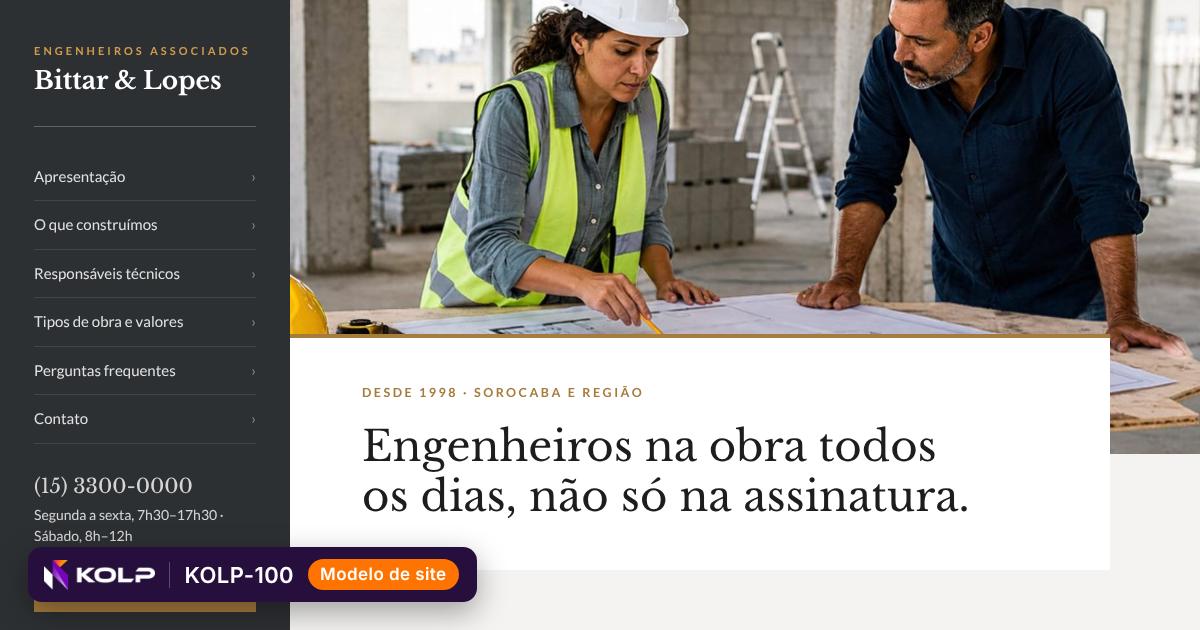 ENGENHEIROS ASSOCIADOS
Bittar & Lopes
Apresentação
O que construímos
Responsáveis técnicos
Tipos de obra e valores
Perguntas frequentes
Contato
(15) 3300-0000
Segunda a sexta, 7h30–17h30 ·
Sábado, 8h–12h
KOLP
KOLP-100
Modelo de site
DESDE 1998 · SOROCABA E REGIÃO
Engenheiros na obra todos
os dias, não só na assinatura.